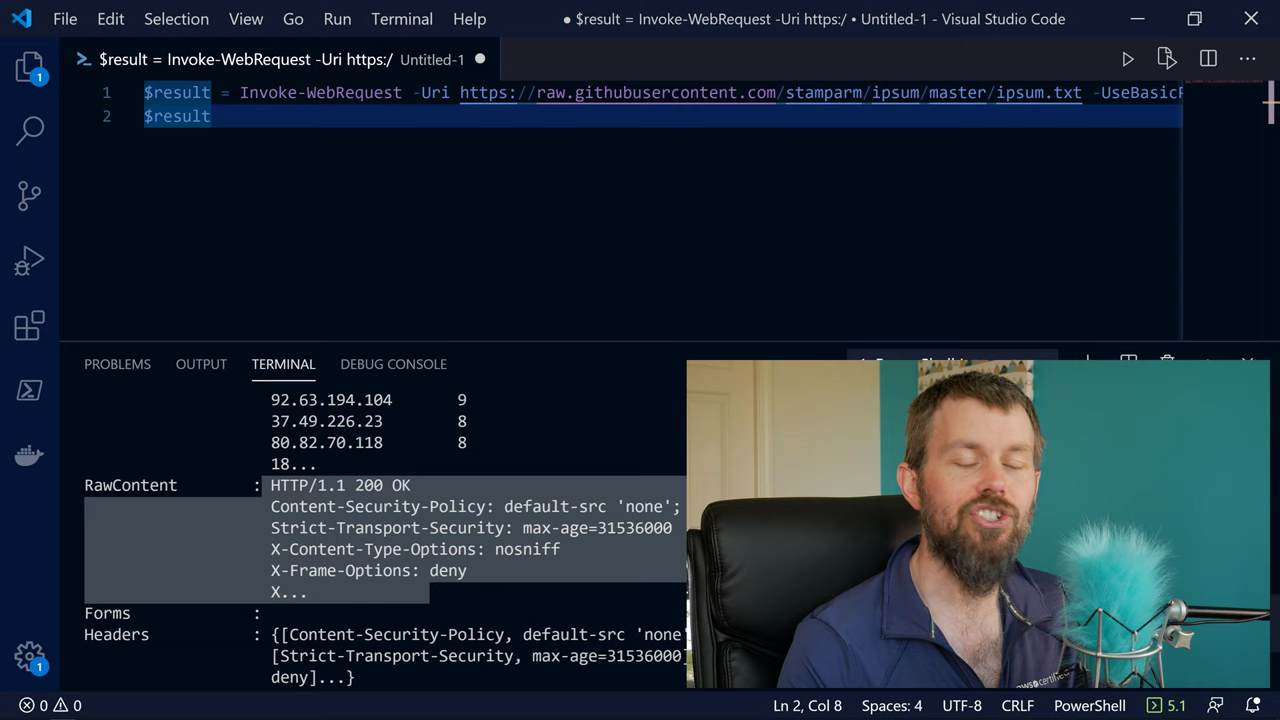 File Edit Selection View Go Run Terminal Help
● $result = Invoke-WebRequest -Uri https:/ • Untitled-1 - Visual Studio Code
$result = Invoke-WebRequest -Uri https:/ Untitled-1 ●
1 $result = Invoke-WebRequest -Uri https://raw.githubusercontent.com/stamparm/ipsum/master/ipsum.txt -UseBasicP
2 $result
1
PROBLEMS OUTPUT TERMINAL DEBUG CONSOLE
92.63.194.104 9
37.49.226.23 8
80.82.70.118 8
18...
RawContent : HTTP/1.1 200 OK
Content-Security-Policy: default-src 'none';
Strict-Transport-Security: max-age=31536000
X-Content-Type-Options: nosniff
X-Frame-Options: deny
X...
Forms :
Headers : {[Content-Security-Policy, default-src 'none'
[Strict-Transport-Security, max-age=31536000]
deny]...}
1
0 0 Ln 2, Col 8 Spaces: 4 UTF-8 CRLF PowerShell 5.1